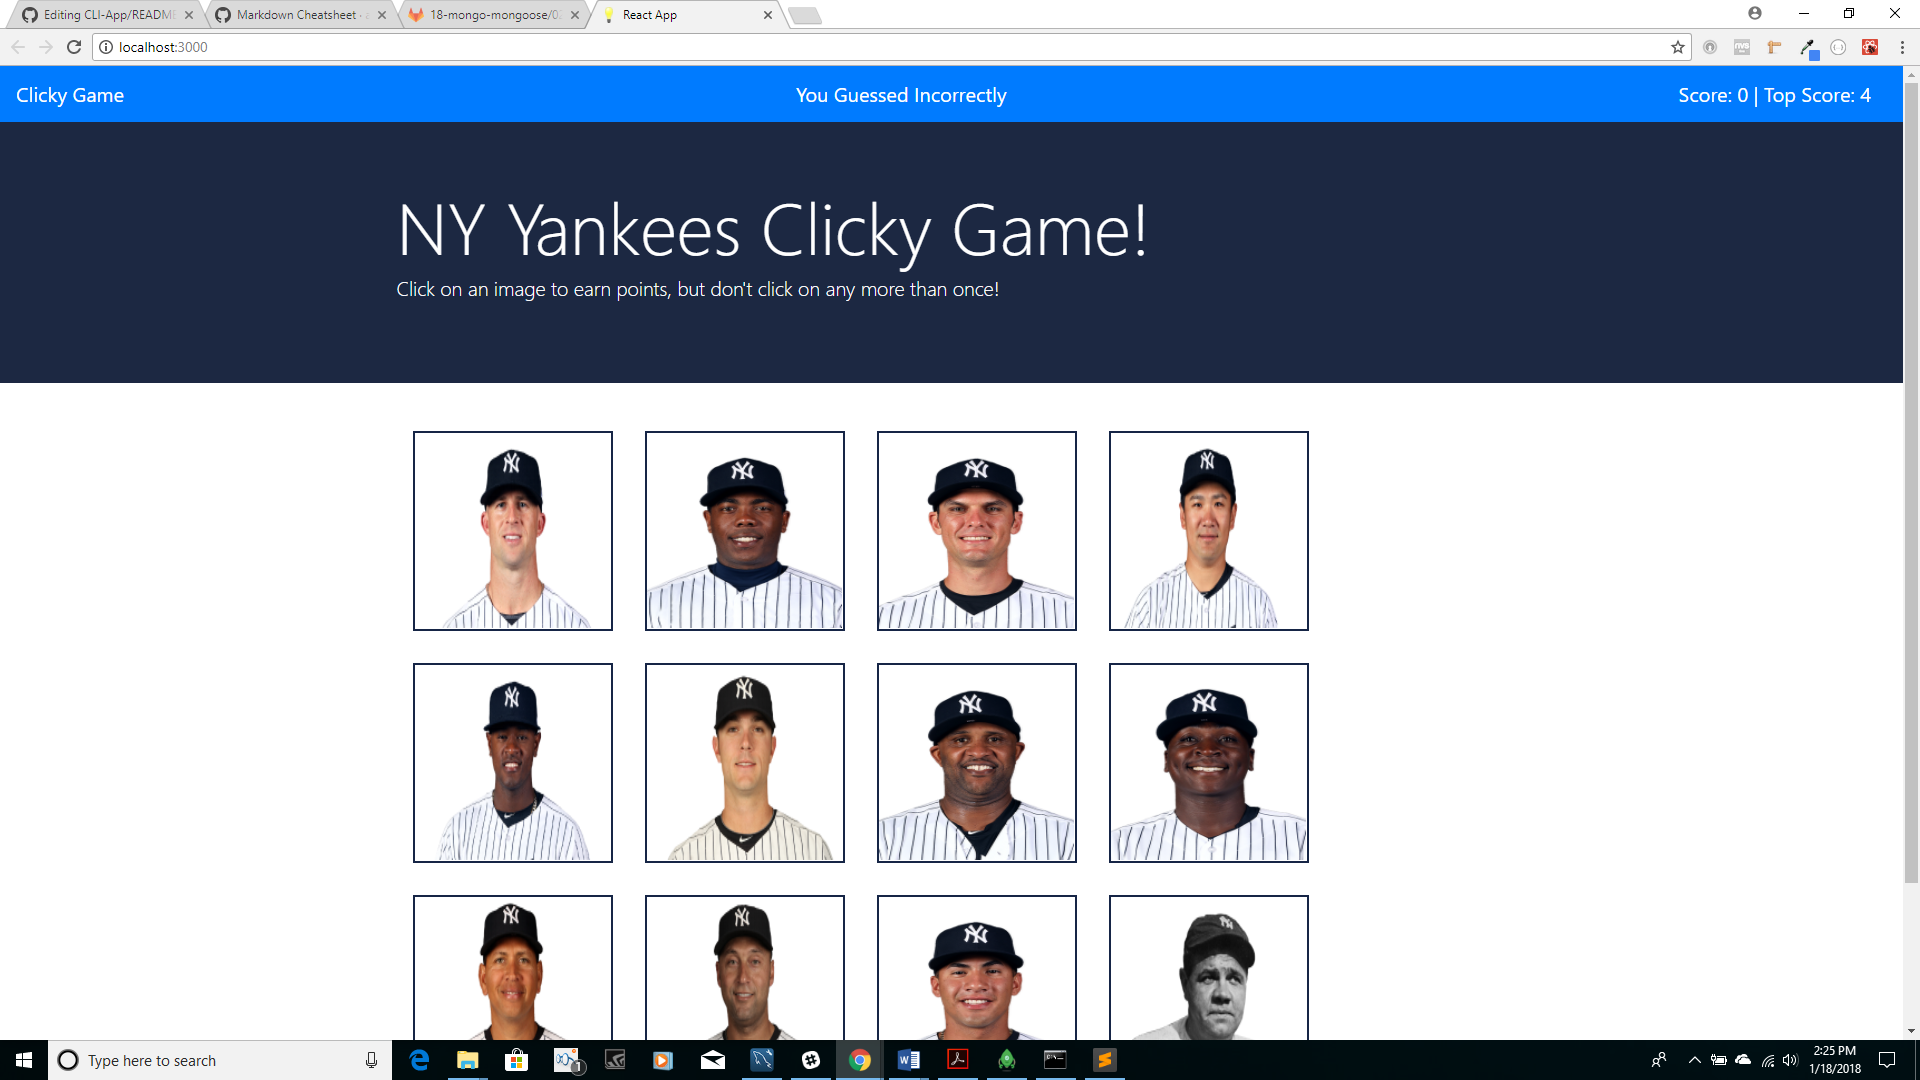 Editing CLI-App/READM
Markdown Cheatsheet
18-mongo-mongoose/0
React App
localhost:3000
Clicky Game
You Guessed Incorrectly
Score: 0 | Top Score: 4
NY Yankees Clicky Game!
Click on an image to earn points, but don't click on any more than once!
Type here to search
1
2:25 PM
1/18/2018